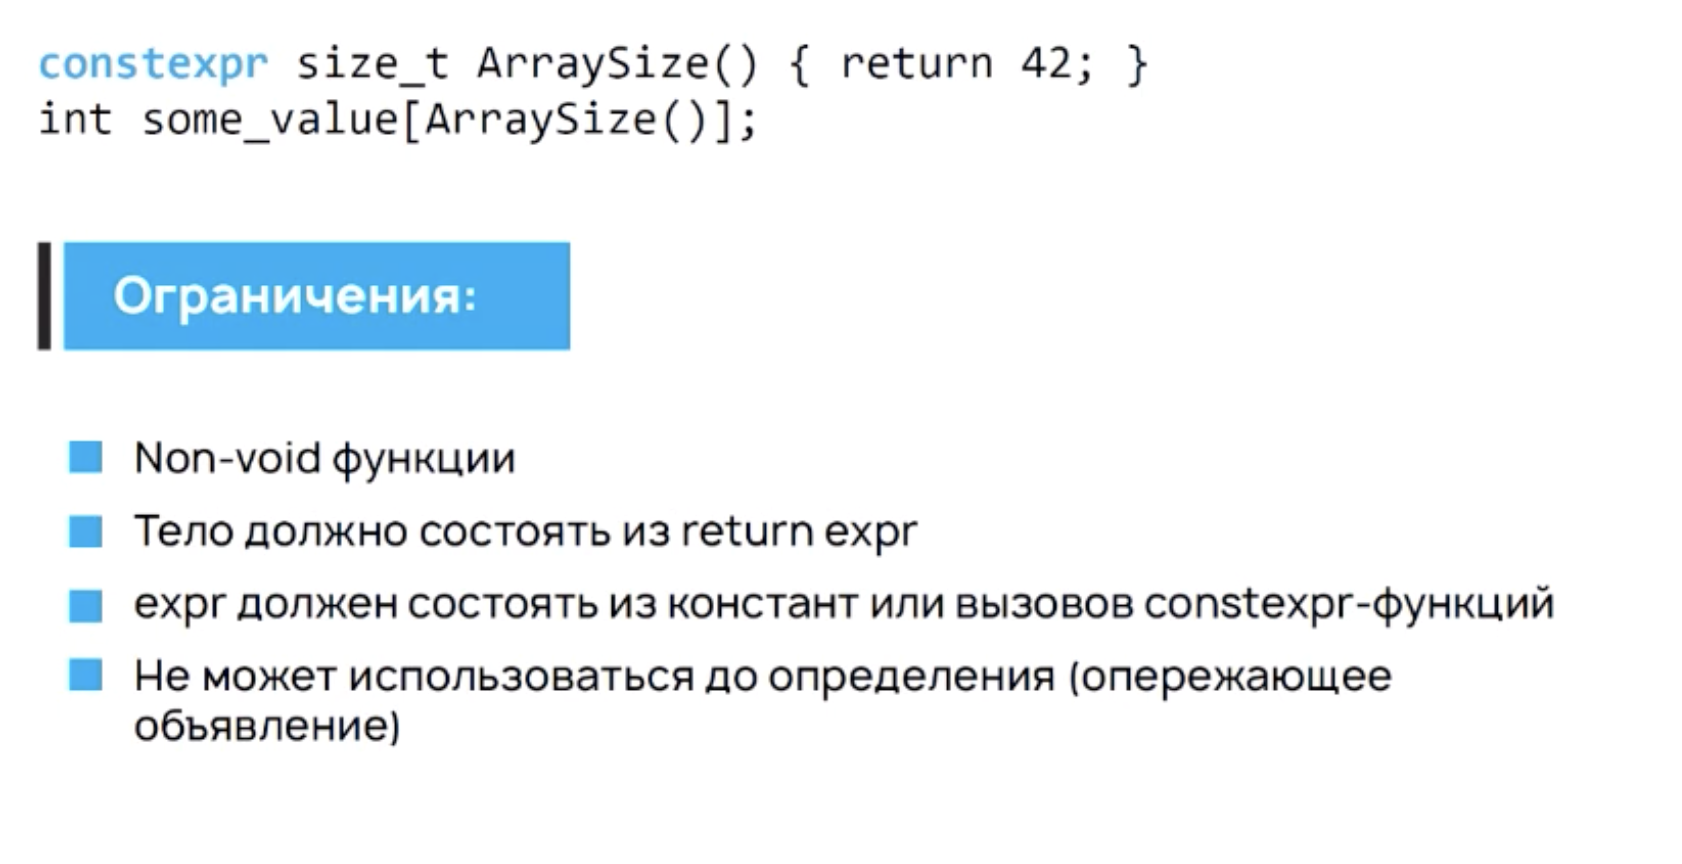 constexpr size_t ArraySize() { return 42; }
int some_value[ArraySize()];
Ограничения:
Non-void функции
Тело должно состоять из return expr
expr должен состоять из констант или вызовов constexpr-функций
Не может использоваться до определения (опережающее
объявление)